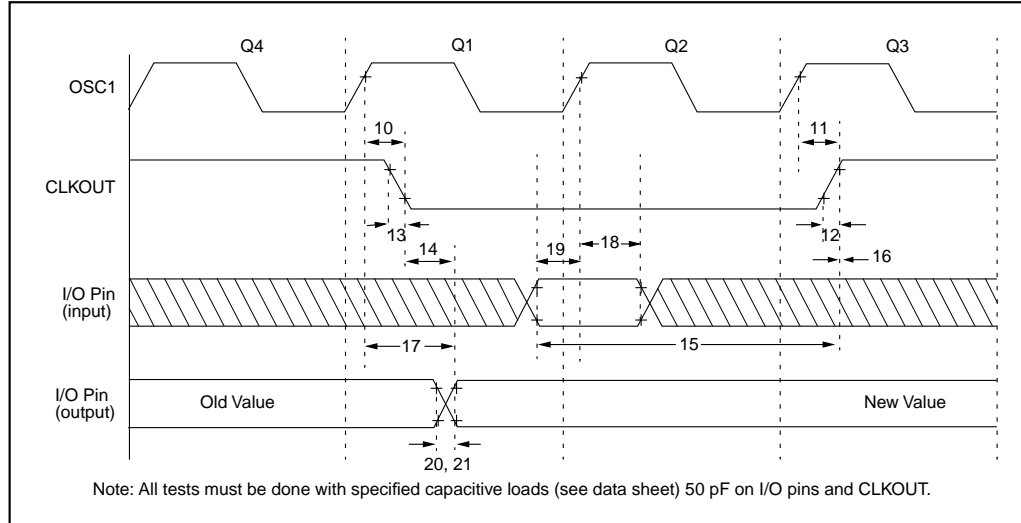 Q4 Q1 Q2 Q3
OSC1
10 11
CLKOUT
13 12
14 19 18 16
I/O Pin
(input)
17 15
I/O Pin
(output)
Old Value New Value
20, 21
Note: All tests must be done with specified capacitive loads (see data sheet) 50 pF on I/O pins and CLKOUT.